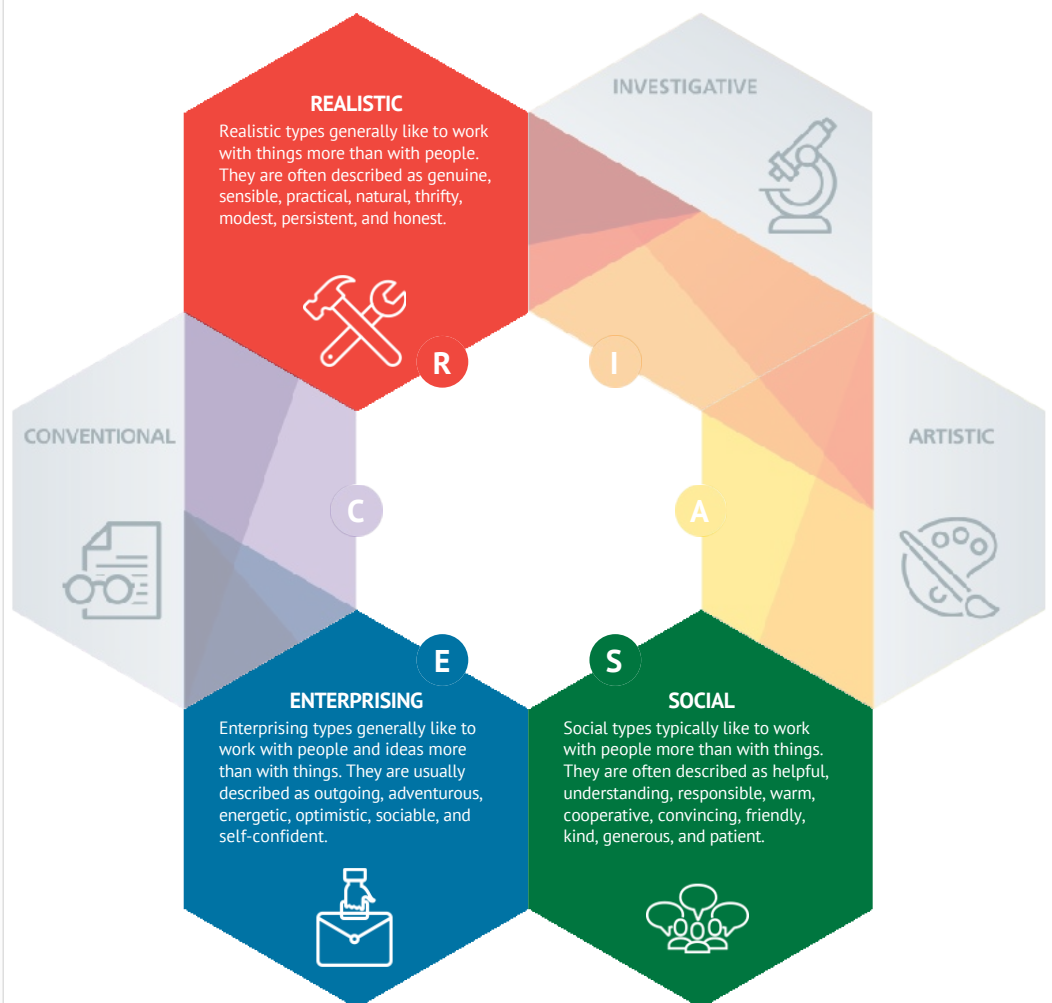 REALISTIC
Realistic types generally like to work
with things more than with people.
They are often described as genuine,
sensible, practical, natural, thrifty,
modest, persistent, and honest.
INVESTIGATIVE
R
I
CONVENTIONAL
ARTISTIC
C
A
E
S
ENTERPRISING
Enterprising types generally like to
work with people and ideas more
than with things. They are usually
described as outgoing, adventurous,
energetic, optimistic, sociable, and
self-confident.
SOCIAL
Social types typically like to work
with people more than with things.
They are often described as helpful,
understanding, responsible, warm,
cooperative, convincing, friendly,
kind, generous, and patient.